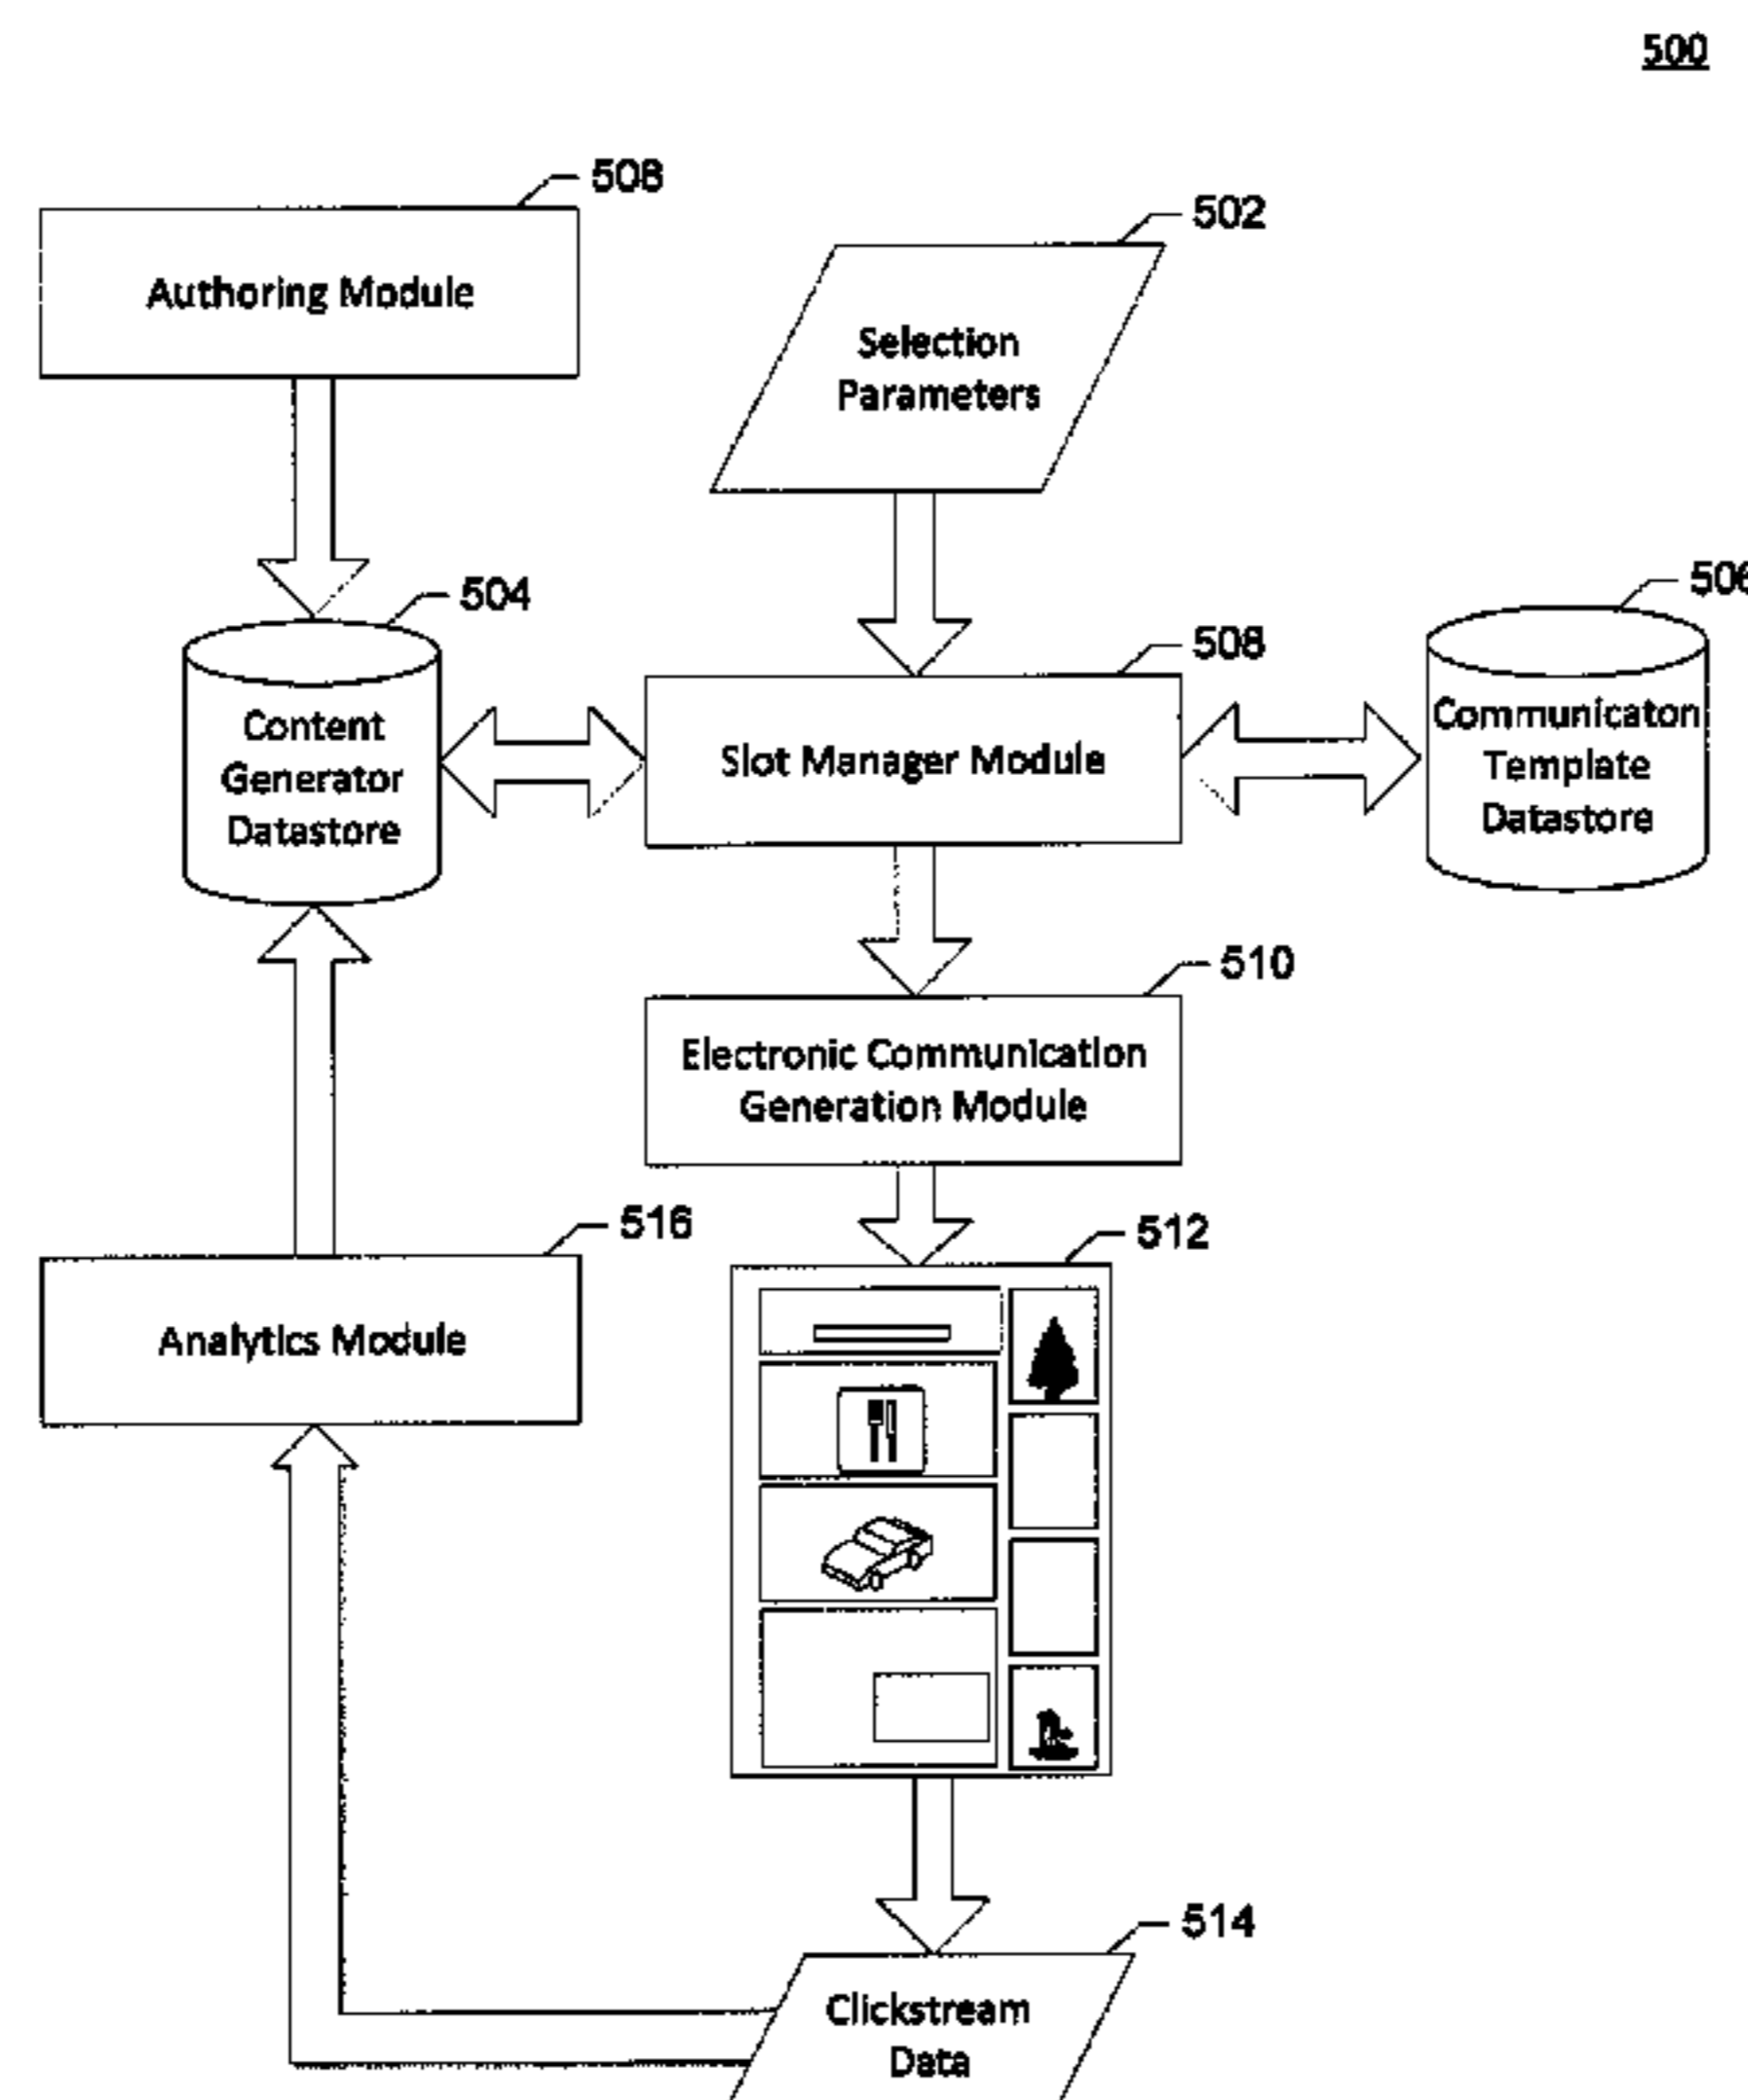 500
508
Authoring Module
502
Selection
Parameters
504
Content
Generator
Datastore
508
Slot Manager Module
506
Communicaton
Template
Datastore
510
Electronic Communication
Generation Module
516
Analytics Module
512
514
Clickstream
Data